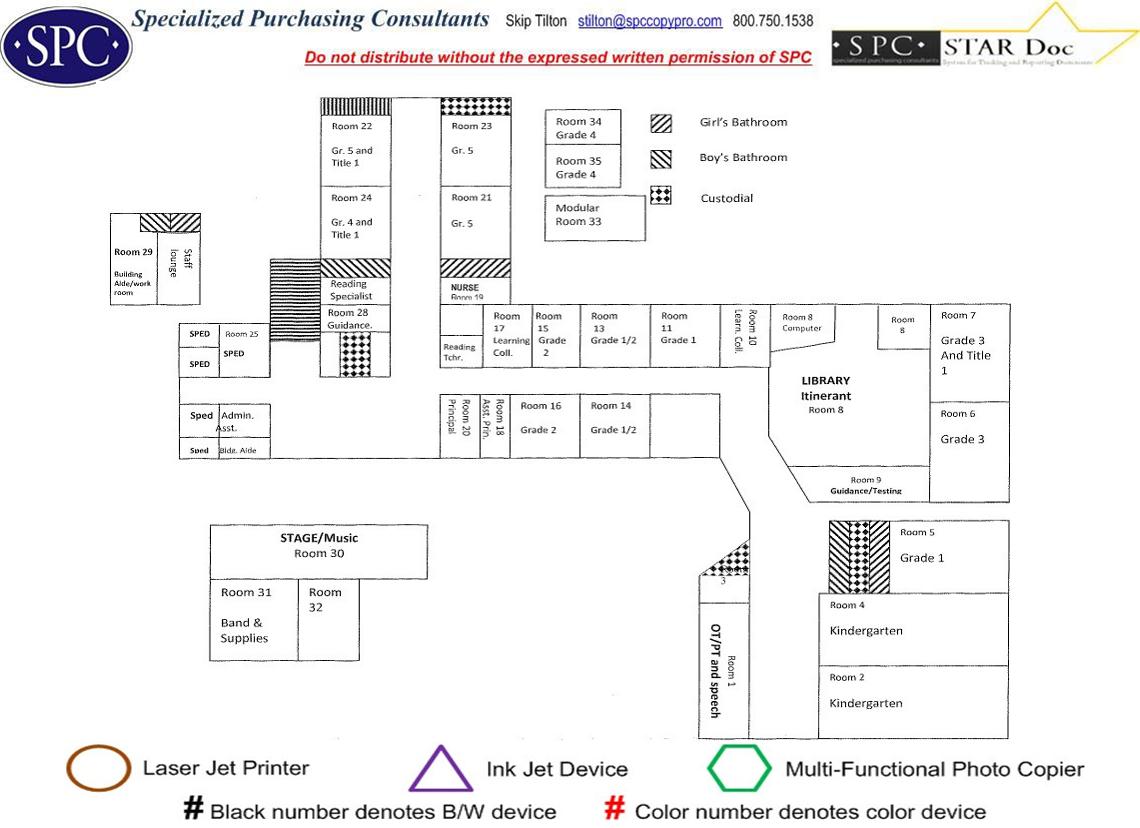 SPC
Specialized Purchasing Consultants Skip Tilton stilton@spccopypro.com 800.750.1538
Do not distribute without the expressed written permission of SPC
SPC STAR Doc
specialized purchasing consultants System for Tracking and Reporting Documents
Room 22
Gr. 5 and
Title 1
Room 23
Gr. 5
Room 34
Grade 4
Room 35
Grade 4
Modular
Room 33
Girl's Bathroom
Boy's Bathroom
Custodial
Room 24
Gr. 4 and
Title 1
Room 21
Gr. 5
Room 29
Building
Aide/work
room
Staff
lounge
Reading
Specialist
NURSE
Room 19
Room 28
Guidance.
SPED
SPED
Room 25
SPED
Reading
Tchr.
Room
17
Learning
Coll.
Room
15
Grade
2
Room
13
Grade 1/2
Room
11
Grade 1
Room 10
Learn. Coll.
Room 8
Computer
Room
8
Room 7
Grade 3
And Title
1
LIBRARY
Itinerant
Room 8
Room 6
Grade 3
Room 9
Guidance/Testing
Sped
Admin.
Asst.
Sped
Bldg. Aide
Room 20
Principal
Room 18
Asst. Prin.
Room 16
Grade 2
Room 14
Grade 1/2
STAGE/Music
Room 30
Room 31
Band &
Supplies
Room
32
3
Room 1
OT/PT and speech
Room 5
Grade 1
Room 4
Kindergarten
Room 2
Kindergarten
Laser Jet Printer
Ink Jet Device
Multi-Functional Photo Copier
# Black number denotes B/W device
# Color number denotes color device